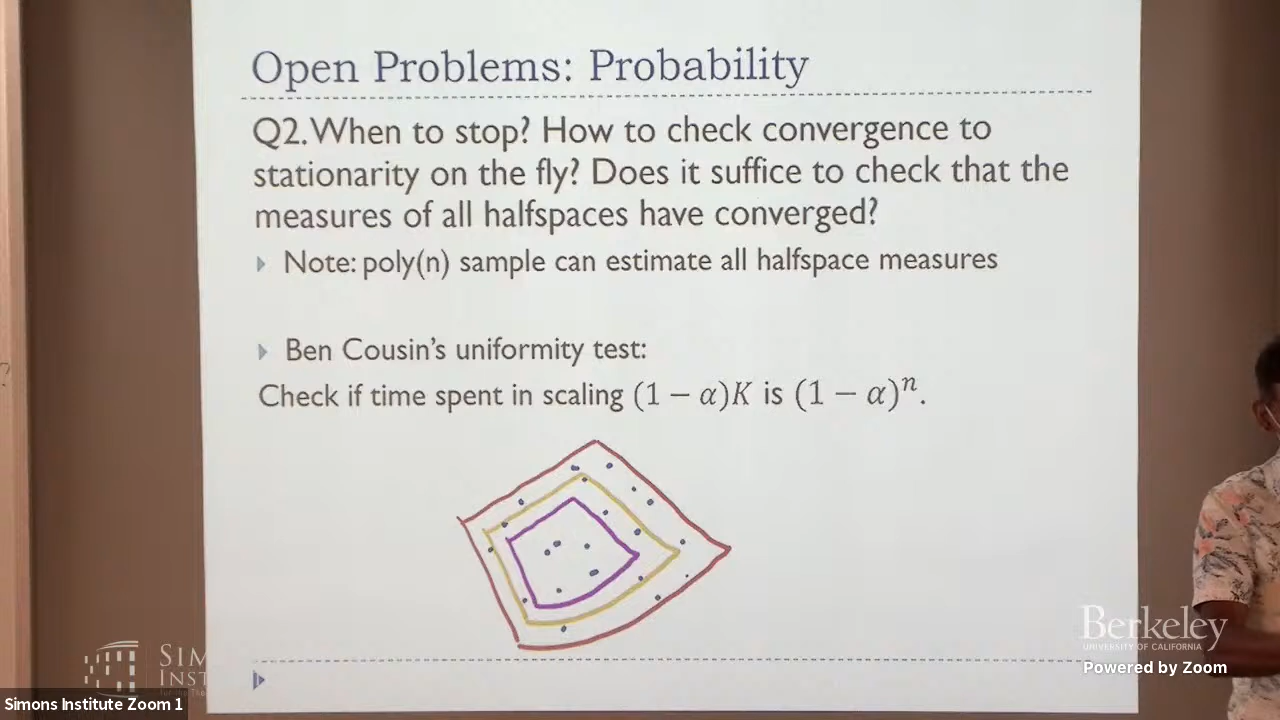 Open Problems: Probability
Q2. When to stop? How to check convergence to
stationarity on the fly? Does it suffice to check that the
measures of all halfspaces have converged?
Note: poly(n) sample can estimate all halfspace measures
Ben Cousin's uniformity test:
Check if time spent in scaling (1 − α)K is (1 − α)ⁿ.
SIM
INST
Berkeley
UNIVERSITY OF CALIFORNIA
Powered by Zoom
Simons Institute Zoom 1